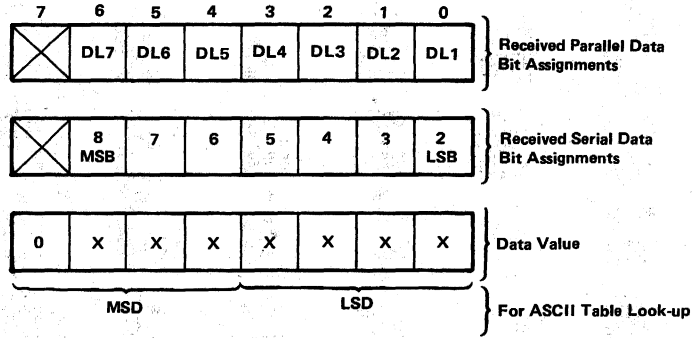 7 6 5 4 3 2 1 0
DL7 DL6 DL5 DL4 DL3 DL2 DL1
Received Parallel Data
Bit Assignments
8 7 6 5 4 3 2
MSB LSB
Received Serial Data
Bit Assignments
0 X X X X X X X
Data Value
MSD LSD
For ASCII Table Look-up